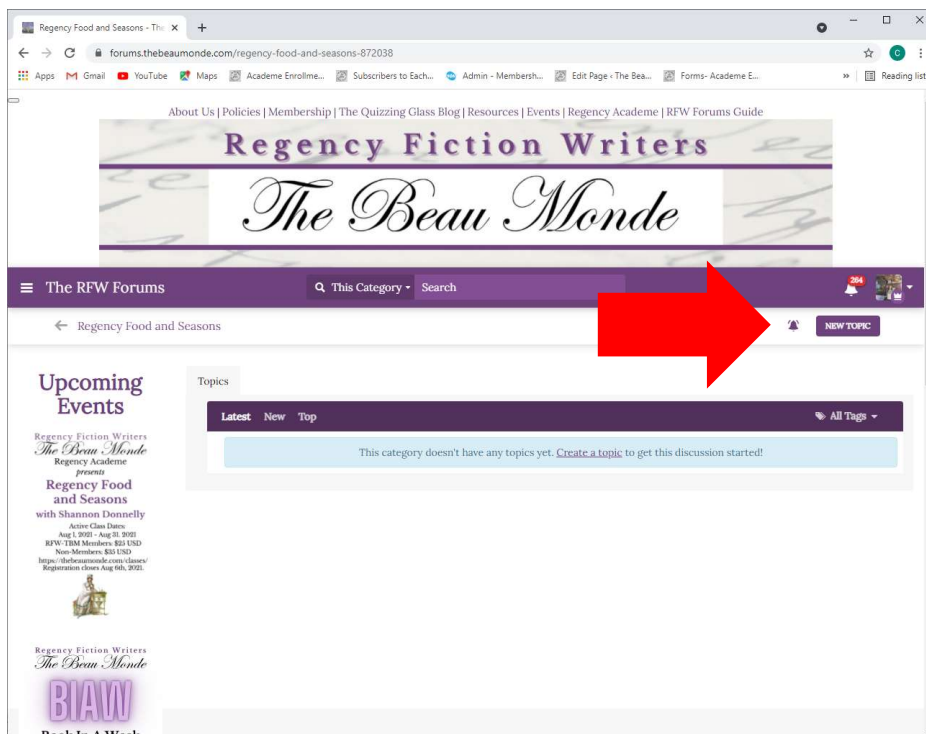 Regency Food and Seasons - The
forums.thebeaumonde.com/regency-food-and-seasons-872038
Apps Gmail YouTube Maps Academe Enrollme... Subscribers to Each... Admin - Membersh... Edit Page ‹ The Bea... Forms- Academe E... » Reading list
About Us | Policies | Membership | The Quizzing Glass Blog | Resources | Events | Regency Academe | RFW Forums Guide
Regency Fiction Writers
The Beau Monde
The RFW Forums This Category Search 264
Regency Food and Seasons NEW TOPIC
Upcoming
Events
Regency Fiction Writers
The Beau Monde
Regency Academy
presents
Regency Food
and Seasons
with Shannon Donnelly
Active Class Dates:
Aug 1, 2021 - Aug 31, 2021
RFW-TBM Members: $25 USD
Non-Members: $35 USD
https://thebeaumonde.com/classes/
Registration closes Aug 6th, 2021.
Regency Fiction Writers
The Beau Monde
BIAW
Book In A Week
Topics
Latest New Top All Tags
This category doesn't have any topics yet. Create a topic to get this discussion started!